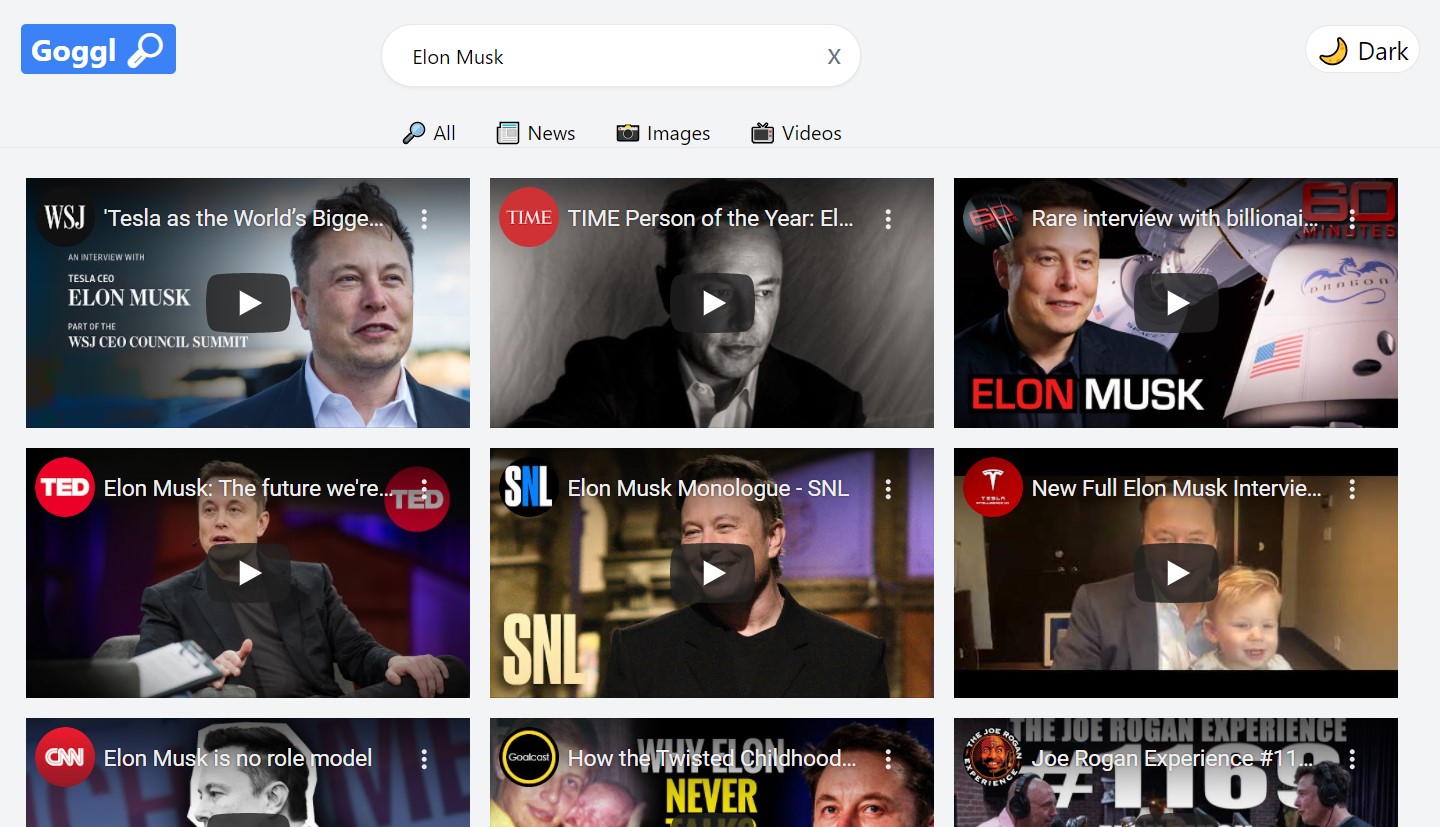 Goggl
Elon Musk
X
Dark
All
News
Images
Videos
WSJ
'Tesla as the World’s Bigge...
AN INTERVIEW WITH
TESLA CEO
ELON MUSK
PART OF THE
WSJ CEO COUNCIL SUMMIT
TIME
TIME Person of the Year: El...
60
Rare interview with billionai...
60
MINUTES
DRAGON
ELON MUSK
TED
Elon Musk: The future we're...
TED
SNL
Elon Musk Monologue - SNL
SNL
TESLA
New Full Elon Musk Intervie...
CNN
Elon Musk is no role model
Goalcast
How the Twisted Childhood...
WHY ELON
NEVER
TALKS
THE JOE ROGAN EXPERIENCE
THE JOE ROGAN
EXPERIENCE
Joe Rogan Experience #11...
#1169